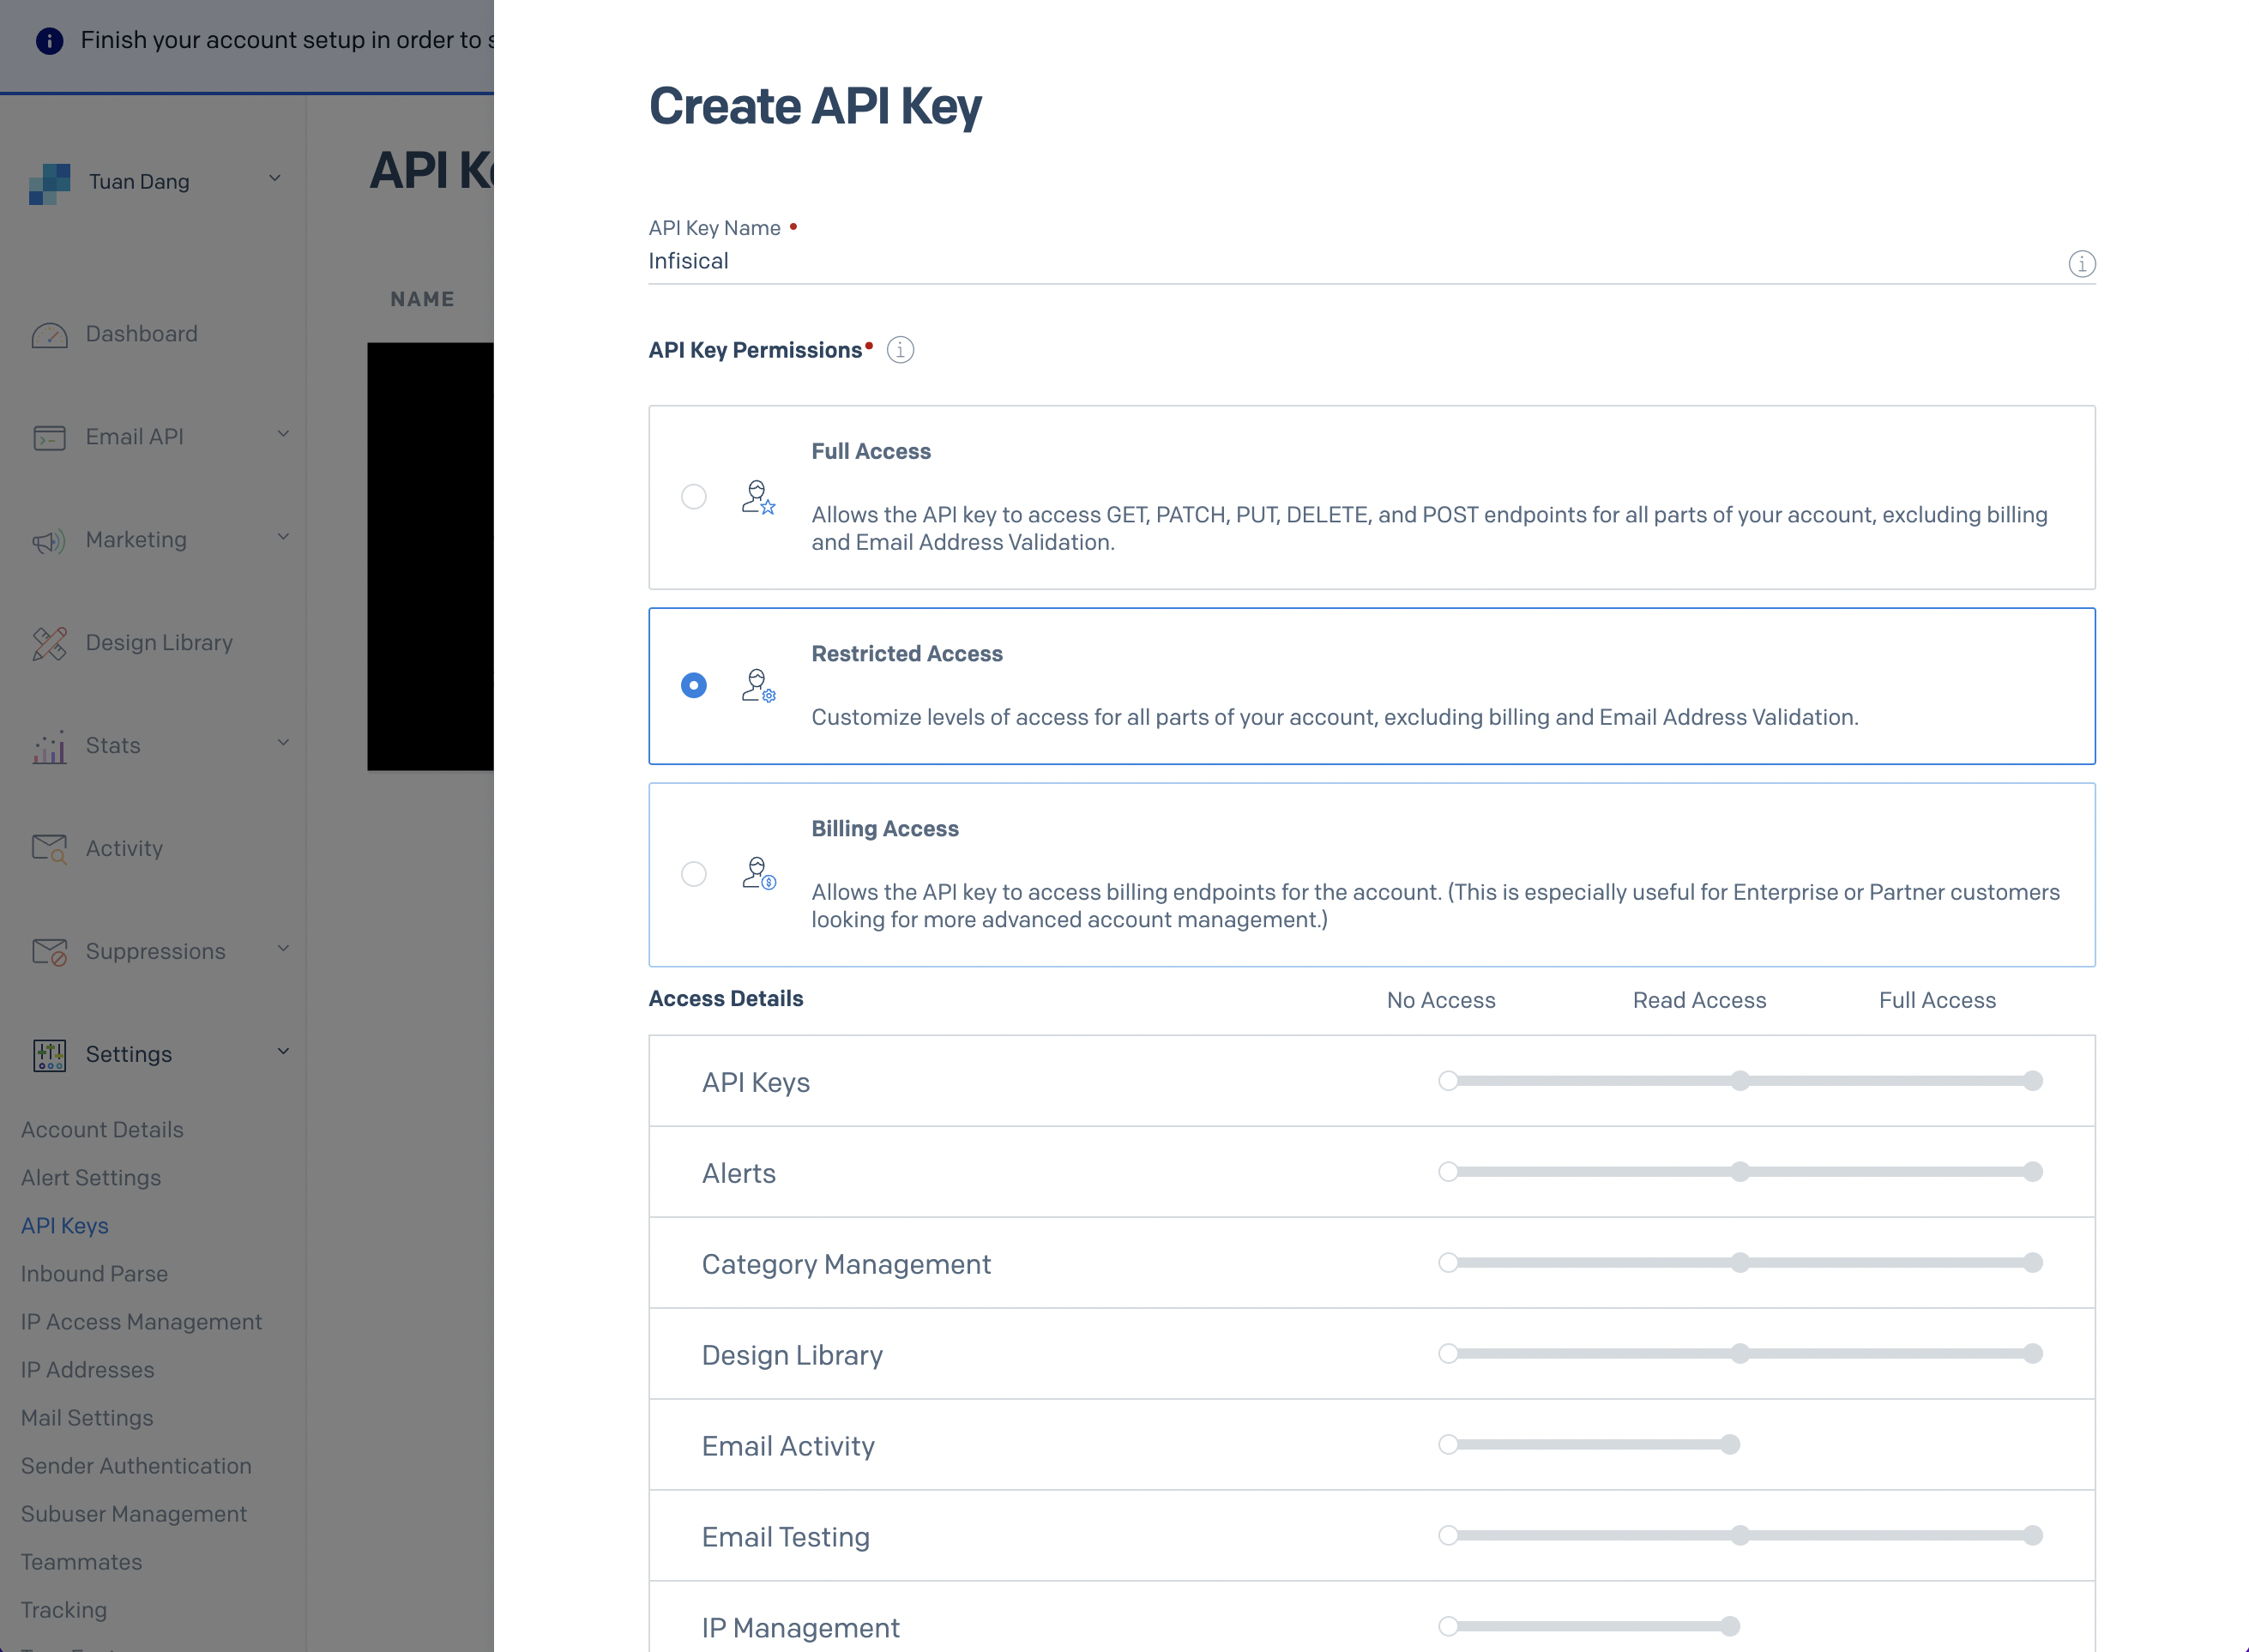 Finish your account setup in order to s
Tuan Dang
Dashboard
Email API
Marketing
Design Library
Stats
Activity
Suppressions
Settings
Account Details
Alert Settings
API Keys
Inbound Parse
IP Access Management
IP Addresses
Mail Settings
Sender Authentication
Subuser Management
Teammates
Tracking
API Ke
NAME
Create API Key
API Key Name
Infisical
API Key Permissions
Full Access
Allows the API key to access GET, PATCH, PUT, DELETE, and POST endpoints for all parts of your account, excluding billing
and Email Address Validation.
Restricted Access
Customize levels of access for all parts of your account, excluding billing and Email Address Validation.
Billing Access
Allows the API key to access billing endpoints for the account. (This is especially useful for Enterprise or Partner customers
looking for more advanced account management.)
Access Details No Access Read Access Full Access
API Keys
Alerts
Category Management
Design Library
Email Activity
Email Testing
IP Management